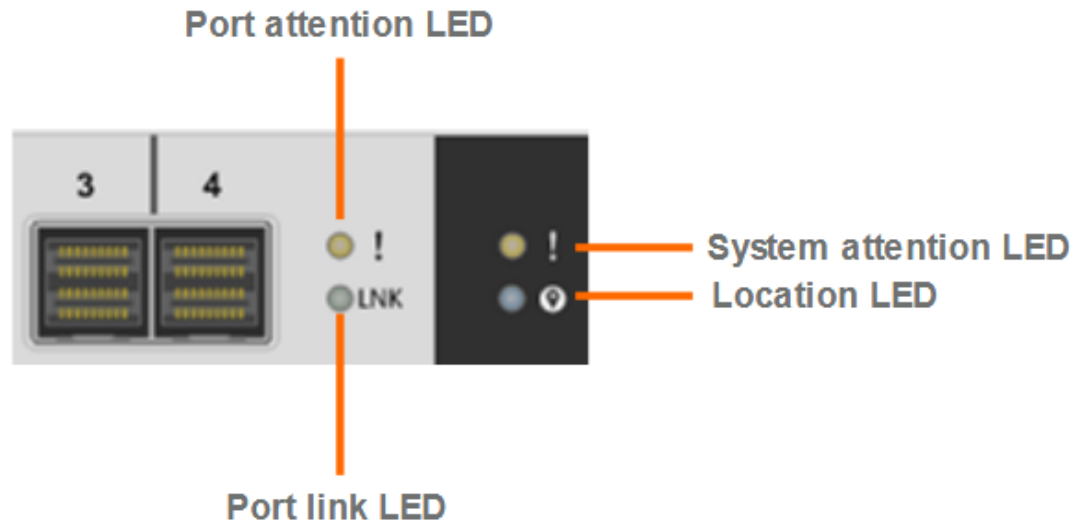 Port attention LED
3 4
! !
System attention LED
LNK
Location LED
Port link LED